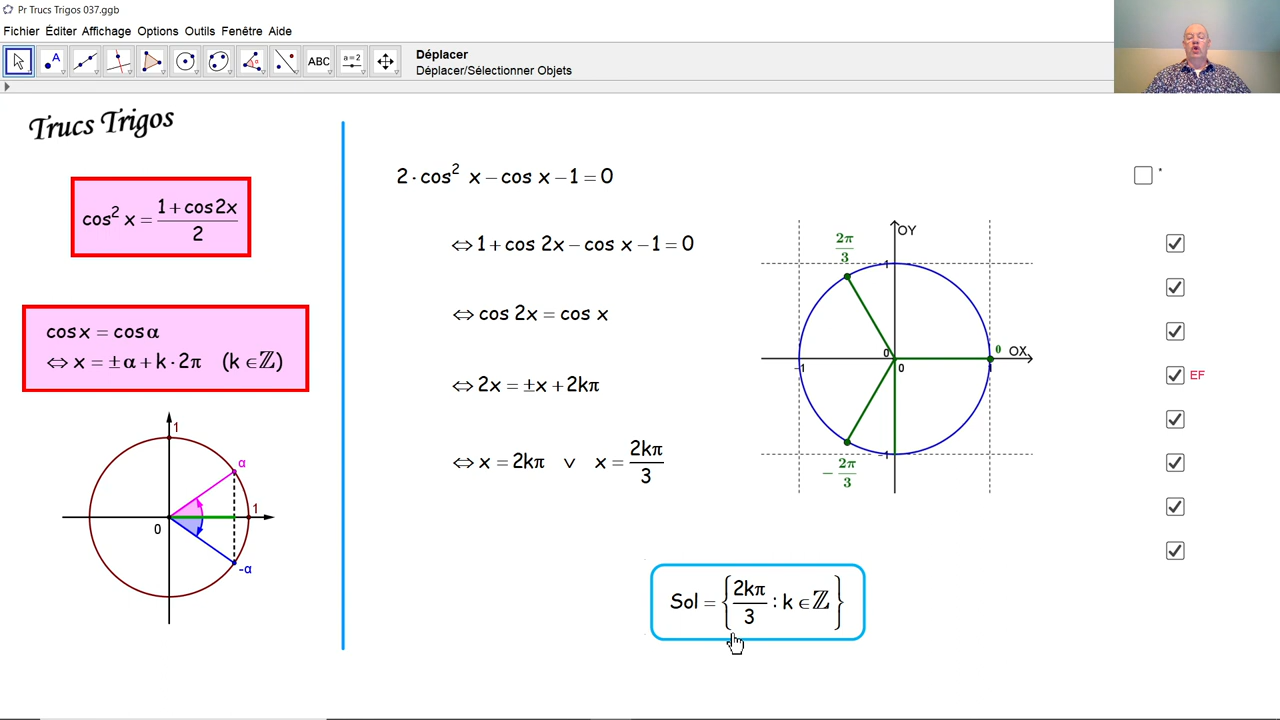 Pr Trucs Trigos 037.ggb
Fichier Éditer Affichage Options Outils Fenêtre Aide
A ABC a=2 Déplacer
Déplacer/Sélectionner Objets
Trucs Trigos
cos² x = (1+cos2x)/2
cosx = cosα
⇔ x = ±α + k·2π (k ∈ ℤ)
1
α
0
1
-α
2·cos² x − cos x − 1 = 0
⇔ 1 + cos 2x − cos x − 1 = 0
⇔ cos 2x = cos x
⇔ 2x = ±x + 2kπ
⇔ x = 2kπ ∨ x = 2kπ/3
OY
2π/3
1
0
0 OX
-1
0
1
-1
− 2π/3
Sol = {2kπ/3 : k ∈ ℤ}
*
EF